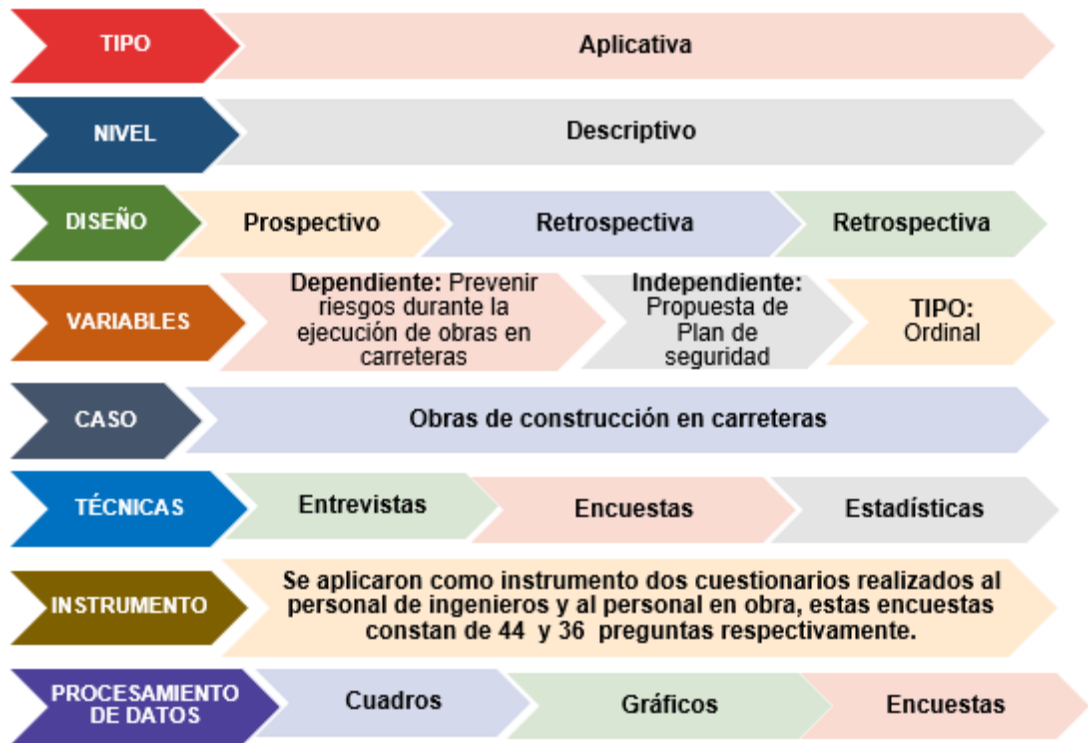 TIPO
Aplicativa
NIVEL
Descriptivo
DISEÑO
Prospectivo
Retrospectiva
Retrospectiva
VARIABLES
Dependiente: Prevenir
riesgos durante la
ejecución de obras en
carreteras
Independiente:
Propuesta de
Plan de
seguridad
TIPO:
Ordinal
CASO
Obras de construcción en carreteras
TÉCNICAS
Entrevistas
Encuestas
Estadísticas
INSTRUMENTO
Se aplicaron como instrumento dos cuestionarios realizados al
personal de ingenieros y al personal en obra, estas encuestas
constan de 44 y 36 preguntas respectivamente.
PROCESAMIENTO
DE DATOS
Cuadros
Gráficos
Encuestas